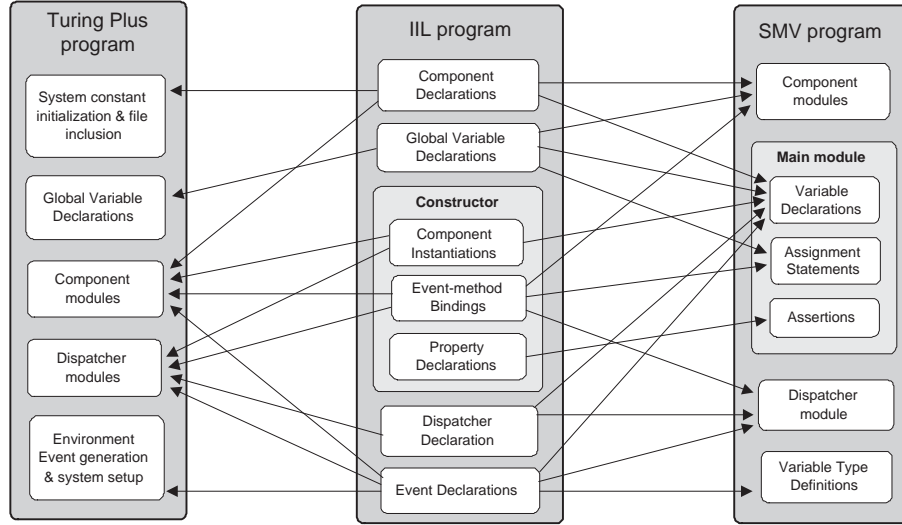 Turing Plus
program
System constant
initialization & file
inclusion
Global Variable
Declarations
Component
modules
Dispatcher
modules
Environment
Event generation
& system setup
IIL program
Component
Declarations
Global Variable
Declarations
Constructor
Component
Instantiations
Event-method
Bindings
Property
Declarations
Dispatcher
Declaration
Event Declarations
SMV program
Component
modules
Main module
Variable
Declarations
Assignment
Statements
Assertions
Dispatcher
module
Variable Type
Definitions